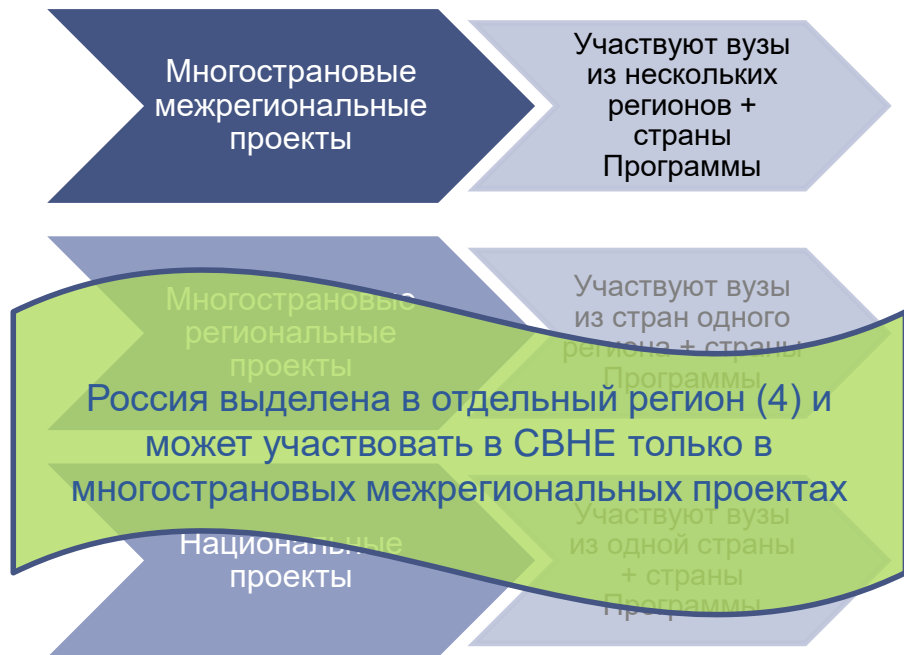 Многострановые
межрегиональные
проекты
Участвуют вузы
из нескольких
регионов +
страны
Программы
Многострановые
региональные
проекты
Участвуют вузы
из стран одного
региона + страны
Программы
Россия выделена в отдельный регион (4) и
может участвовать в СВНЕ только в
многострановых межрегиональных проектах
Национальные
проекты
Участвуют вузы
из одной страны
+ страны
Программы